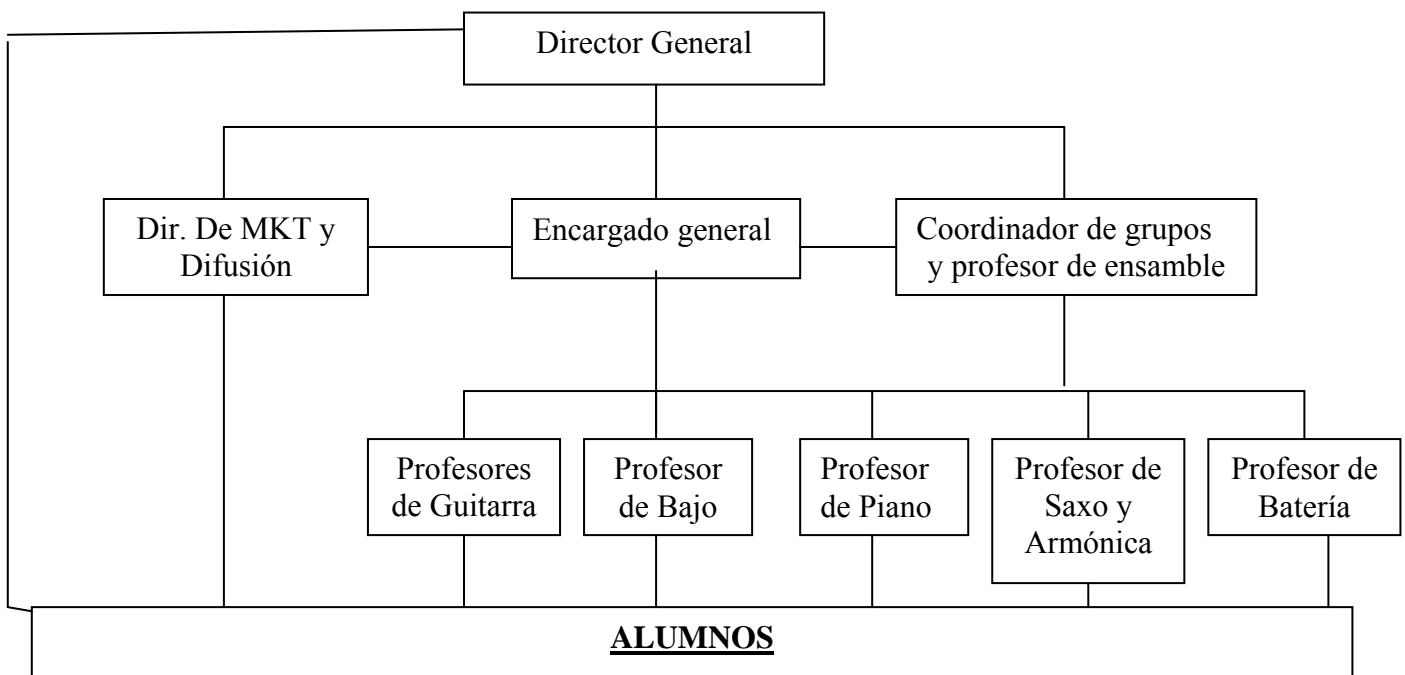 Director General
Dir. De MKT y
Difusión
Encargado general
Coordinador de grupos
y profesor de ensamble
Profesores
de Guitarra
Profesor
de Bajo
Profesor
de Piano
Profesor de
Saxo y
Armónica
Profesor de
Batería
ALUMNOS